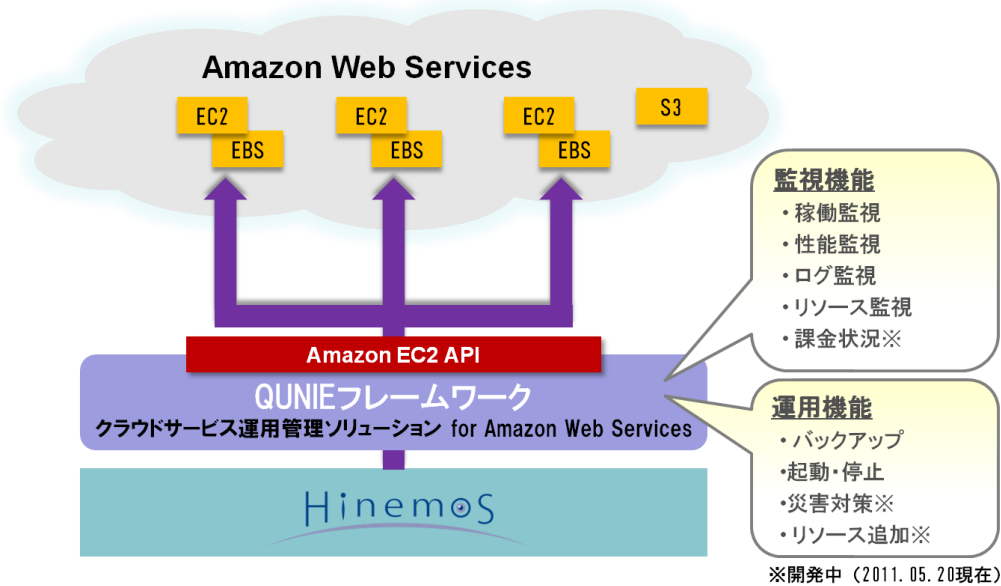 Amazon Web Services
EC2
EBS
EC2
EBS
EC2
EBS
S3
監視機能
・稼働監視
・性能監視
・ログ監視
・リソース監視
・課金状況※
Amazon EC2 API
QUNIEフレームワーク
クラウドサービス運用管理ソリューション for Amazon Web Services
運用機能
・バックアップ
・起動・停止
・災害対策※
・リソース追加※
Hinemos
※開発中（2011.05.20現在）